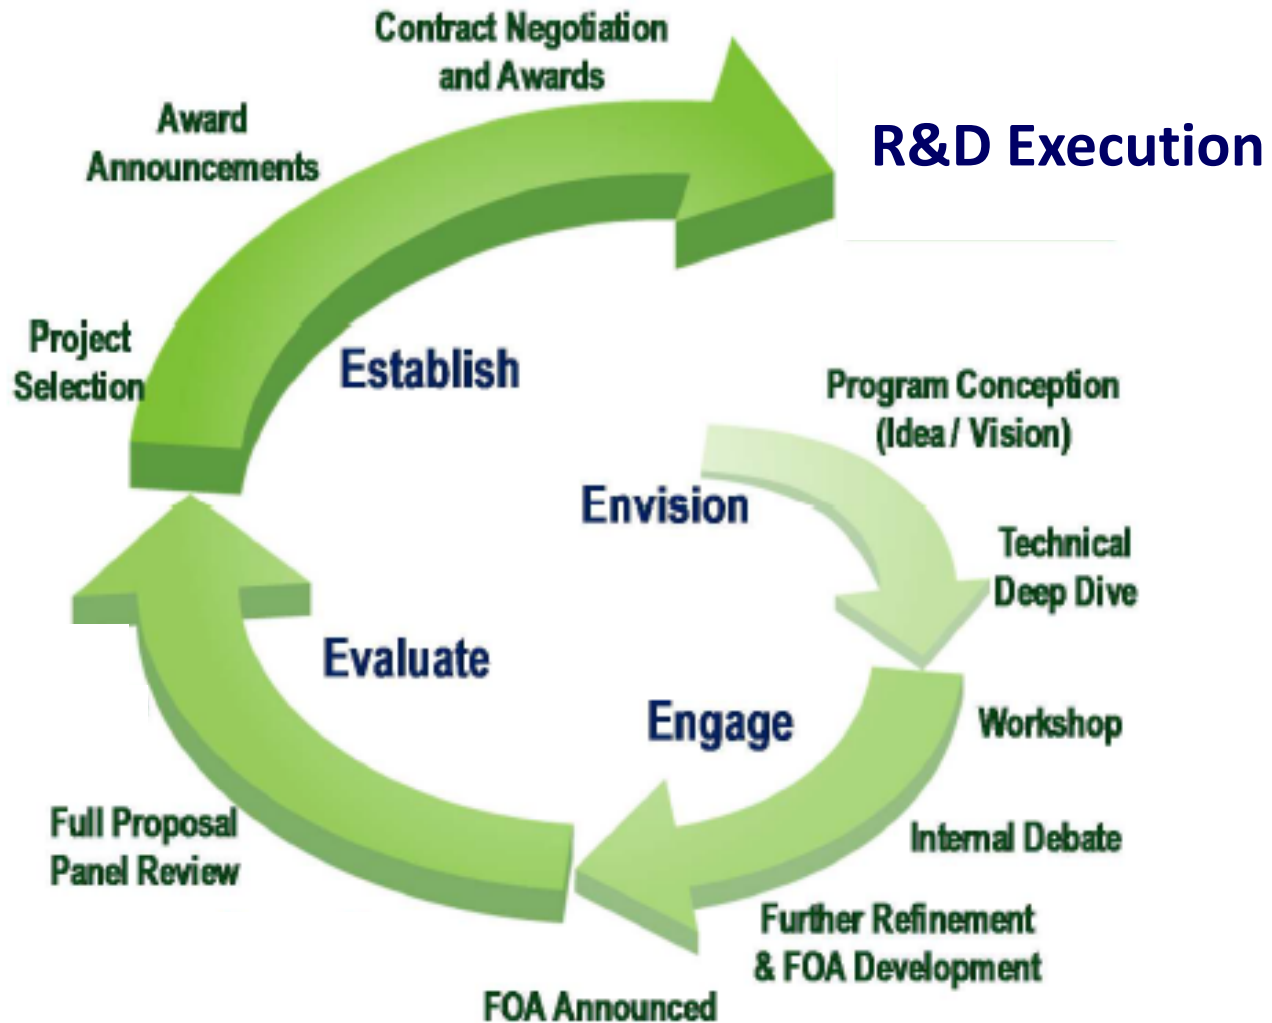 Contract Negotiation
and Awards
Award
Announcements
R&D Execution
Project
Selection
Establish
Program Conception
(Idea / Vision)
Envision
Technical
Deep Dive
Evaluate
Engage
Workshop
Full Proposal
Panel Review
Internal Debate
Further Refinement
& FOA Development
FOA Announced